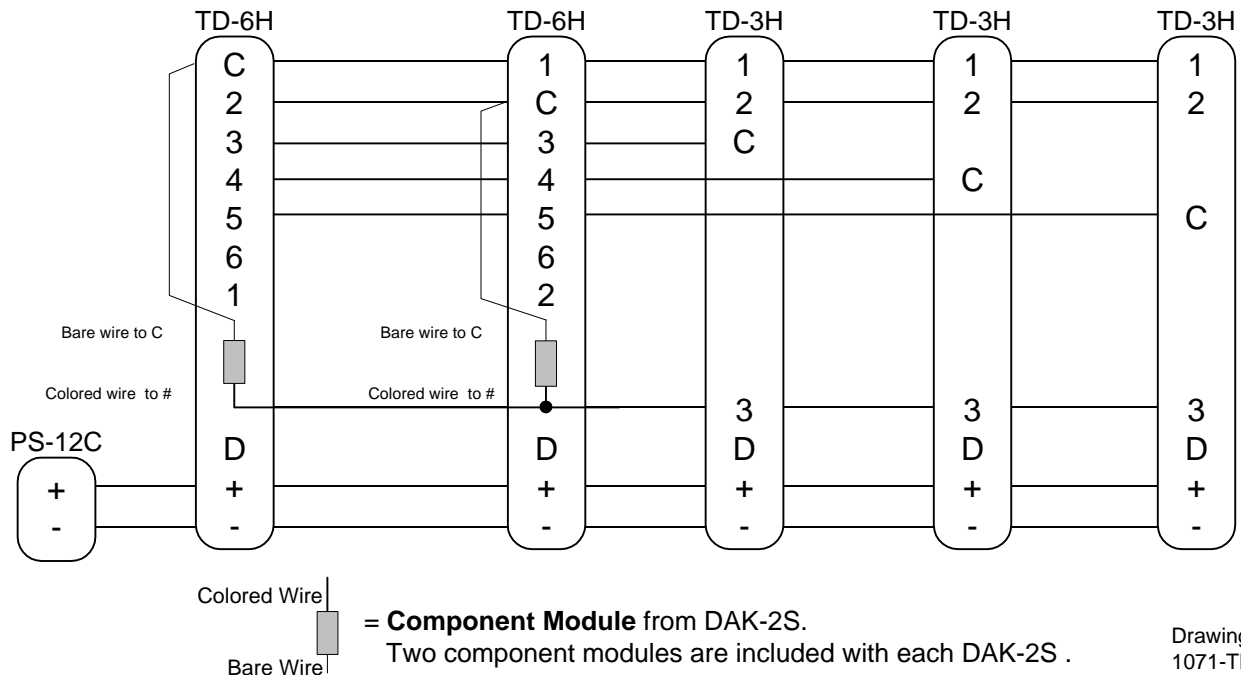 TD-6H TD-6H TD-3H TD-3H TD-3H
C 1 1 1 1
2 C 2 2 2
3 3 C
4 4 C
5 5 C
6 6
1 2
Bare wire to C Bare wire to C
Colored wire to # Colored wire to #
3 3 3
PS-12C D D D D D
+ + + + + +
- - - - - -
Colored Wire
= Component Module from DAK-2S.
Two component modules are included with each DAK-2S .
Bare Wire
Drawing